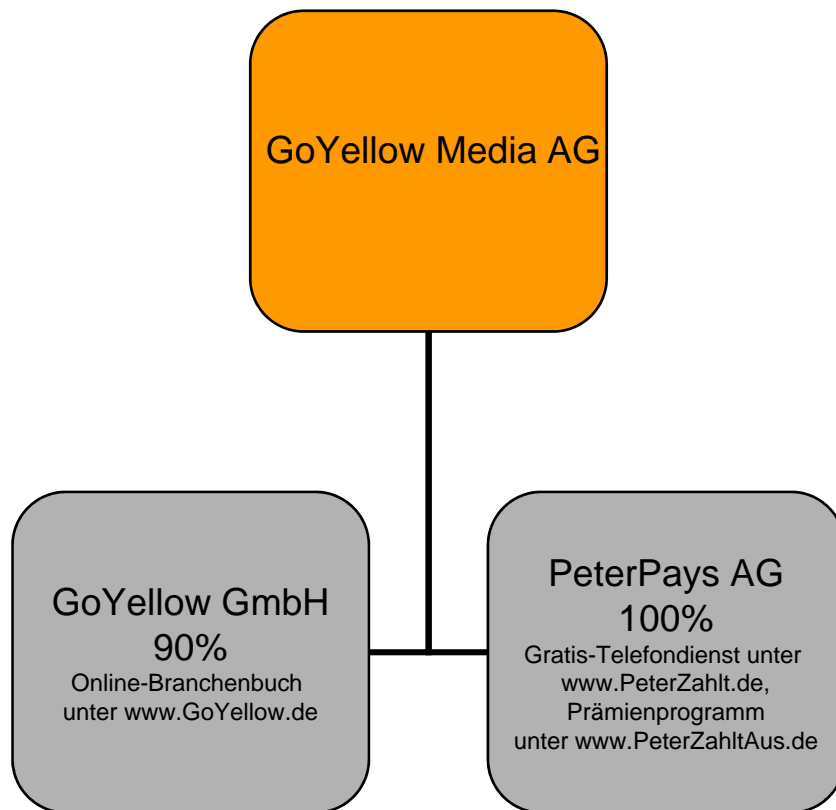 GoYellow Media AG
GoYellow GmbH
90%
Online-Branchenbuch
unter www.GoYellow.de
PeterPays AG
100%
Gratis-Telefondienst unter
www.PeterZahlt.de,
Prämienprogramm
unter www.PeterZahltAus.de